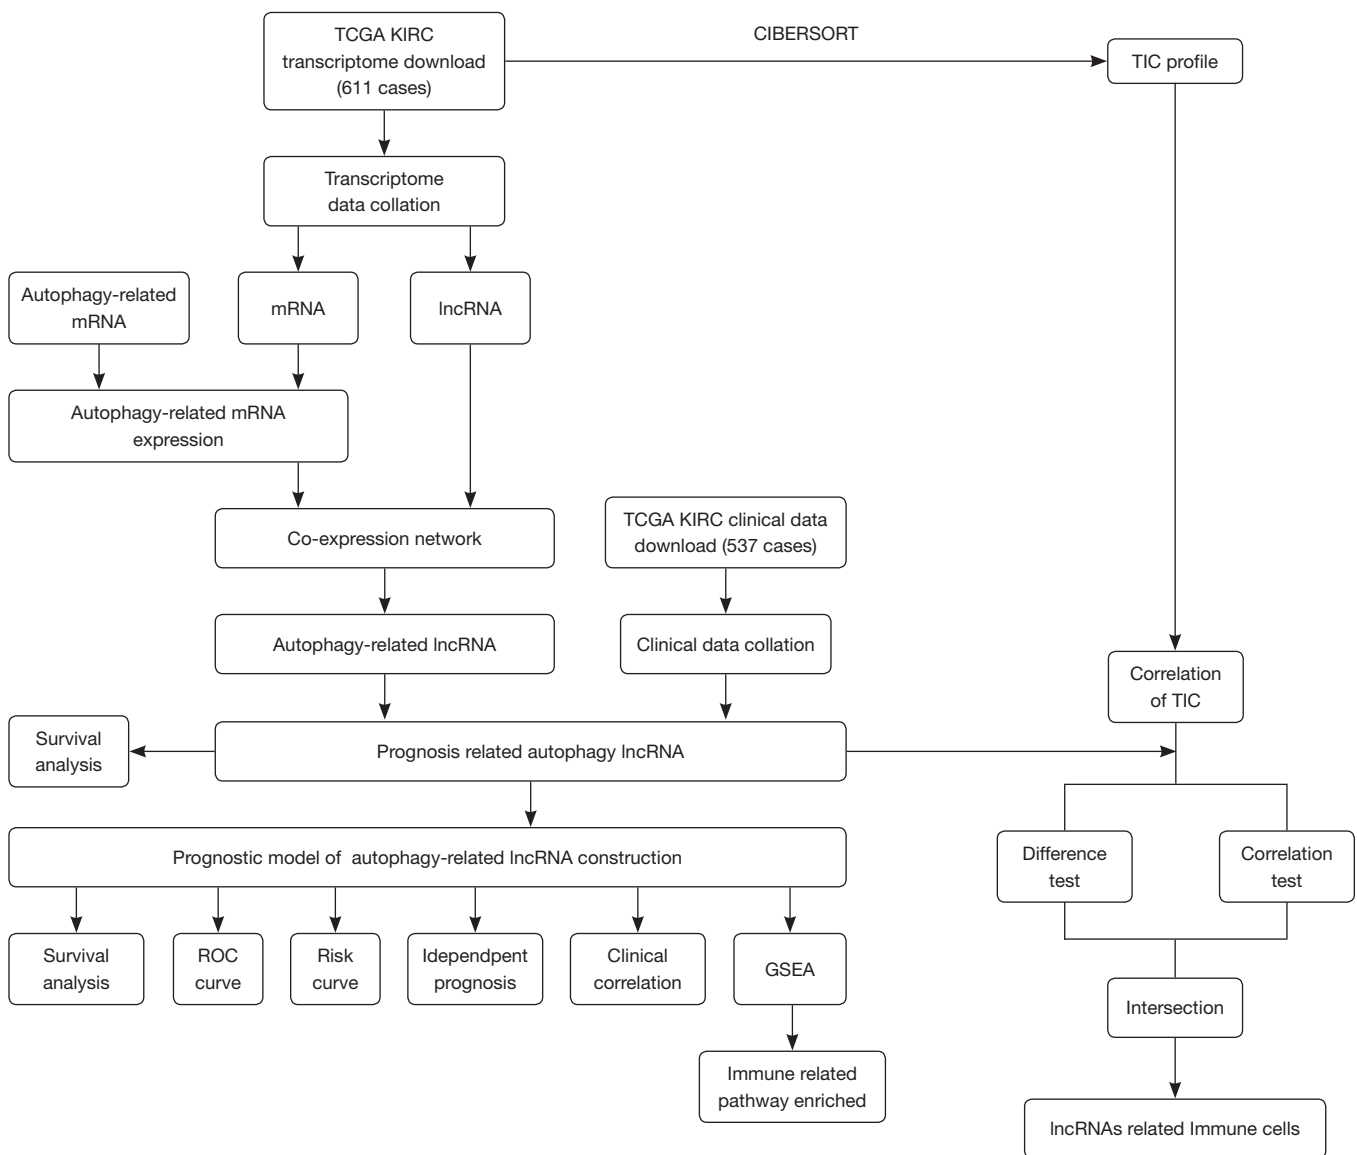 TCGA KIRC
transcriptome download
(611 cases)
CIBERSORT
TIC profile
Transcriptome
data collation
Autophagy-related
mRNA
mRNA
lncRNA
Autophagy-related mRNA
expression
Co-expression network
TCGA KIRC clinical data
download (537 cases)
Autophagy-related lncRNA
Clinical data collation
Correlation
of TIC
Survival
analysis
Prognosis related autophagy lncRNA
Prognostic model of  autophagy-related lncRNA construction
Difference
test
Correlation
test
Survival
analysis
ROC
curve
Risk
curve
Idependpent
prognosis
Clinical
correlation
GSEA
Intersection
Immune related
pathway enriched
lncRNAs related Immune cells